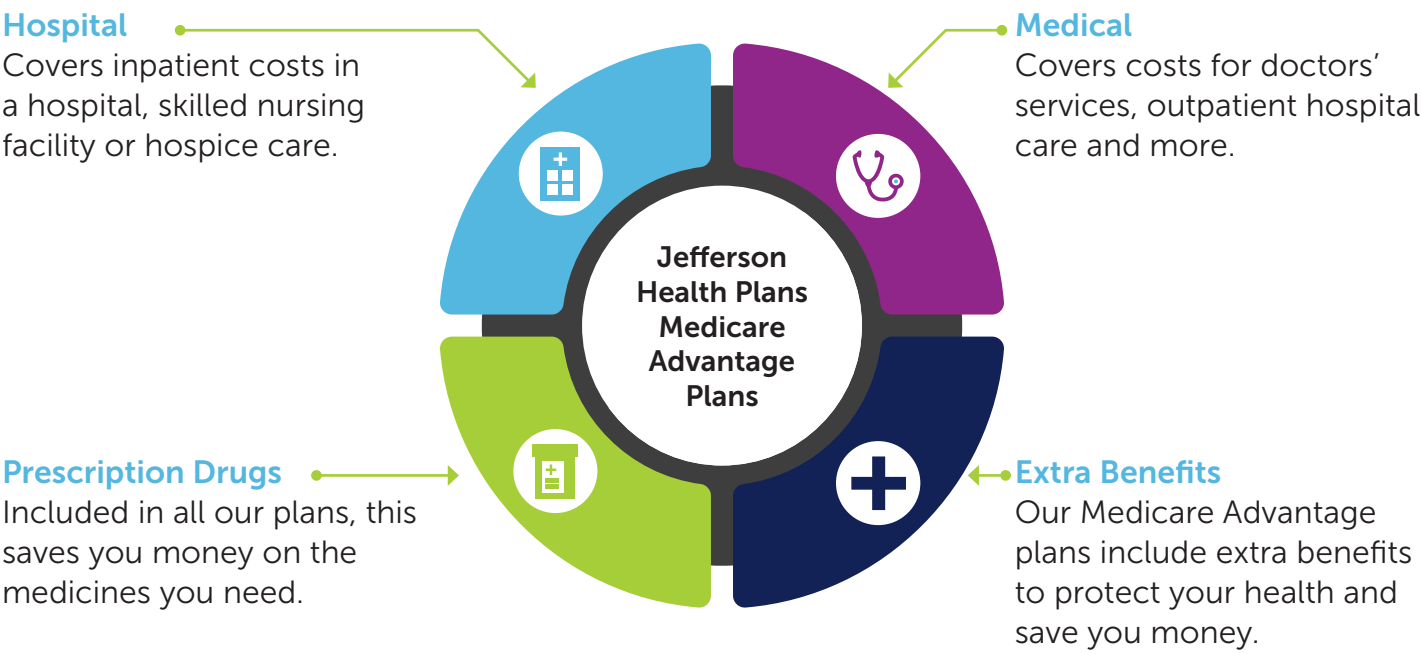 Hospital
Covers inpatient costs in
a hospital, skilled nursing
facility or hospice care.
Medical
Covers costs for doctors’
services, outpatient hospital
care and more.
Jefferson
Health Plans
Medicare
Advantage
Plans
Prescription Drugs
Included in all our plans, this
saves you money on the
medicines you need.
Extra Benefits
Our Medicare Advantage
plans include extra benefits
to protect your health and
save you money.